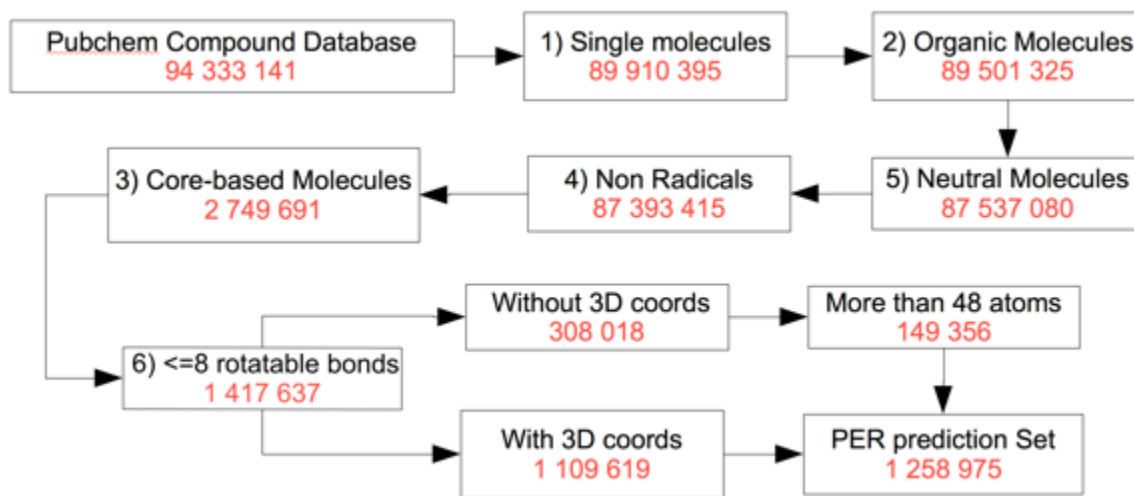 Pubchem Compound Database
94 333 141
1) Single molecules
89 910 395
2) Organic Molecules
89 501 325
5) Neutral Molecules
87 537 080
4) Non Radicals
87 393 415
3) Core-based Molecules
2 749 691
6) <=8 rotatable bonds
1 417 637
Without 3D coords
308 018
More than 48 atoms
149 356
With 3D coords
1 109 619
PER prediction Set
1 258 975